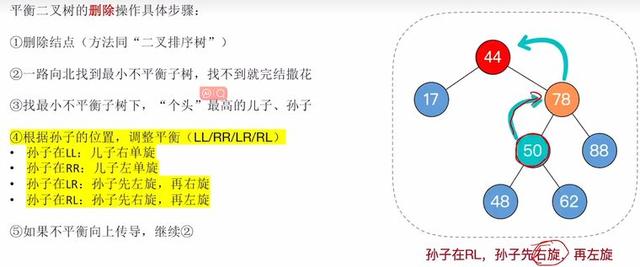 平衡二叉树的删除操作具体步骤：
①删除结点（方法同“二叉排序树”）
②一路向北找到最小不平衡子树，找不到就完结撒花
③找最小不平衡子树下，“个头”最高的儿子、孙子
④根据孙子的位置，调整平衡（LL/RR/LR/RL）
• 孙子在LL：儿子右单旋
• 孙子在RR：儿子左单旋
• 孙子在LR：孙子先左旋，再右旋
• 孙子在RL：孙子先右旋，再左旋
⑤如果不平衡向上传导，继续②
44
17
78
50
88
48
62
孙子在RL，孙子先右旋，再左旋